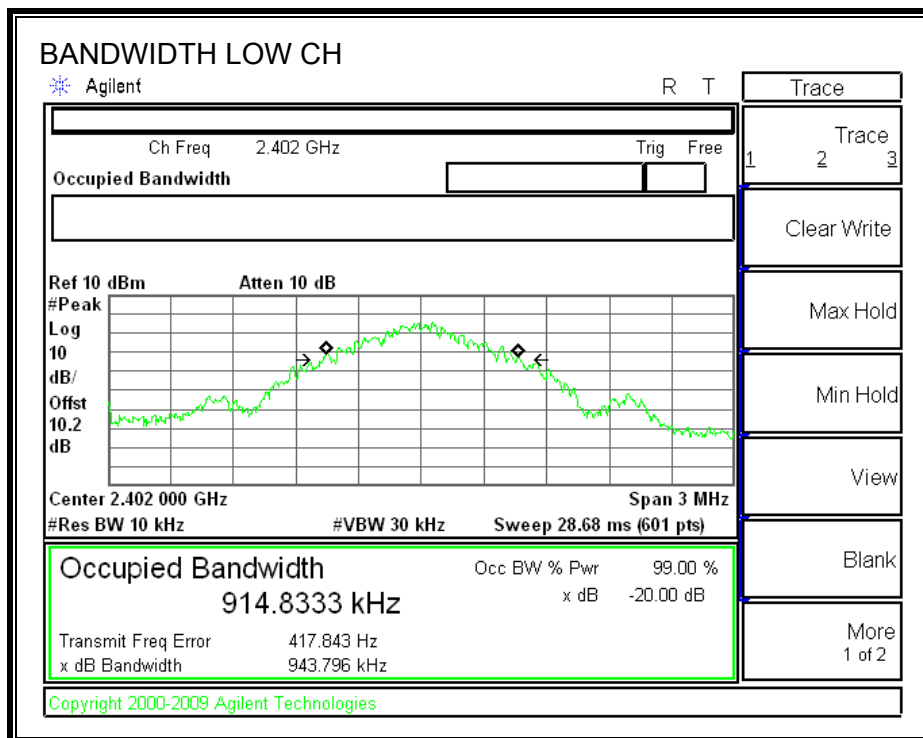 BANDWIDTH LOW CH
Agilent R T
Ch Freq 2.402 GHz Trig Free
Occupied Bandwidth
Ref 10 dBm Atten 10 dB
#Peak
Log
10
dB/
Offst
10.2
dB
Center 2.402 000 GHz Span 3 MHz
#Res BW 10 kHz #VBW 30 kHz Sweep 28.68 ms (601 pts)
Occupied Bandwidth
914.8333 kHz
Occ BW % Pwr 99.00 %
x dB -20.00 dB
Transmit Freq Error 417.843 Hz
x dB Bandwidth 943.796 kHz
Copyright 2000-2009 Agilent Technologies
Trace
Trace
1 2 3
Clear Write
Max Hold
Min Hold
View
Blank
More
1 of 2